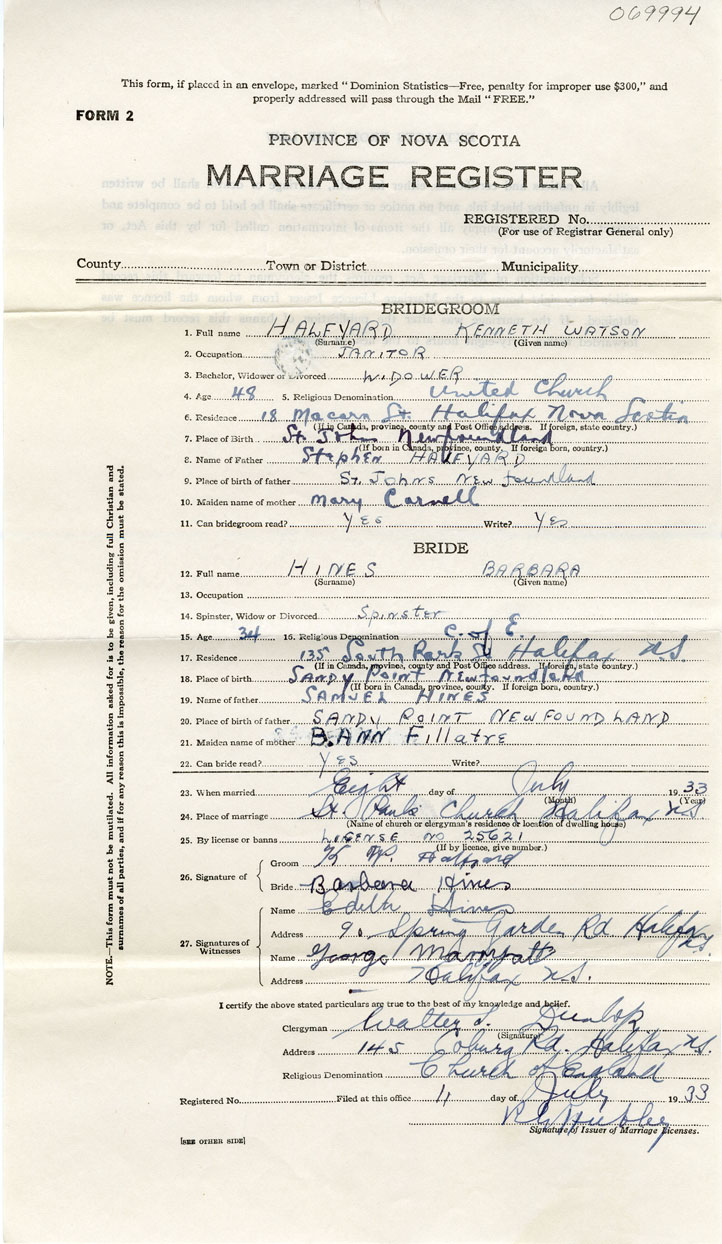 069994
This form, if placed in an envelope, marked "Dominion Statistics—Free, penalty for improper use $300," and
properly addressed will pass through the Mail "FREE."
FORM 2
PROVINCE OF NOVA SCOTIA
MARRIAGE REGISTER
REGISTERED No.
(For use of Registrar General only)
County Town or District Municipality
BRIDEGROOM
1. Full name HALFYARD KENNETH WATSON
(Surname) (Given name)
2. Occupation JANITOR
3. Bachelor, Widower or Divorced WIDOWER
4. Age 48 5. Religious Denomination United Church
6. Residence 18 Macara St. Halifax Nova Scotia
(If in Canada, province, county and Post Office address. If foreign, state country.)
7. Place of Birth St Johns Newfoundland
(If born in Canada, province, county. If foreign born, country.)
8. Name of Father Stephen HALFYARD
9. Place of birth of father St. Johns Newfoundland
10. Maiden name of mother Mary Carnell
11. Can bridegroom read? Yes Write? Yes
BRIDE
12. Full name HINES BARBARA
(Surname) (Given name)
13. Occupation
14. Spinster, Widow or Divorced Spinster
15. Age 34 16. Religious Denomination C. of E.
17. Residence 135 South Park St Halifax N.S
(If in Canada, province, county and Post Office address. If foreign, state country.)
18. Place of birth SANDY POINT Newfoundland
(If born in Canada, province, county. If foreign born, country.)
19. Name of father SAMUEL HINES
20. Place of birth of father SANDY POINT NEWFOUNDLAND
21. Maiden name of mother B. ANN Fillatre
22. Can bride read? Yes Write?
23. When married Eight day of July 1933
(Month) (Year)
24. Place of marriage St. Pauls Church Halifax N.S.
(Name of church or clergyman's residence or location of dwelling house)
25. By license or banns LICENSE No 25621
(If by licence, give number.)
26. Signature of Groom K W. Halfyard
Bride Barbara Hines
27. Signatures of Witnesses Name Edith Hines
Address Spring Garden Rd Halifax N.S.
Name George
Address Halifax N.S.
I certify the above stated particulars are true to the best of my knowledge and belief.
Clergyman Walter S. Dunlop
(Signature)
Address 145 Coburg Rd. Halifax N.S.
Religious Denomination Church of England
Registered No. Filed at this office 11 day of July 1933
Signature of Issuer of Marriage Licenses.
[SEE OTHER SIDE]
NOTE.—This form must not be mutilated. All information asked for is to be given, including full Christian and
surnames of all parties, and if for any reason this is impossible, the reason for the omission must be stated.